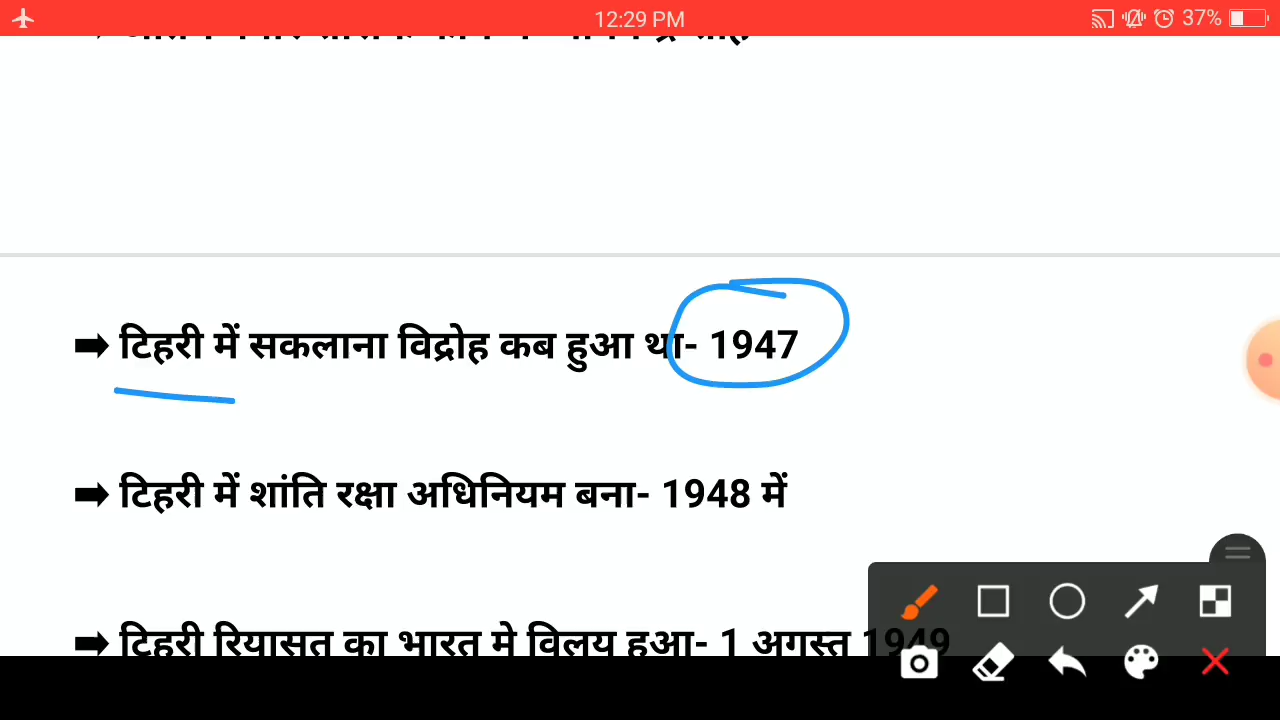 12:29 PM
37%
➡ टिहरी में सकलाना विद्रोह कब हुआ था- 1947
➡ टिहरी में शांति रक्षा अधिनियम बना- 1948 में
➡ टिहरी रियासत का भारत मे विलय हुआ- 1 अगस्त 1949